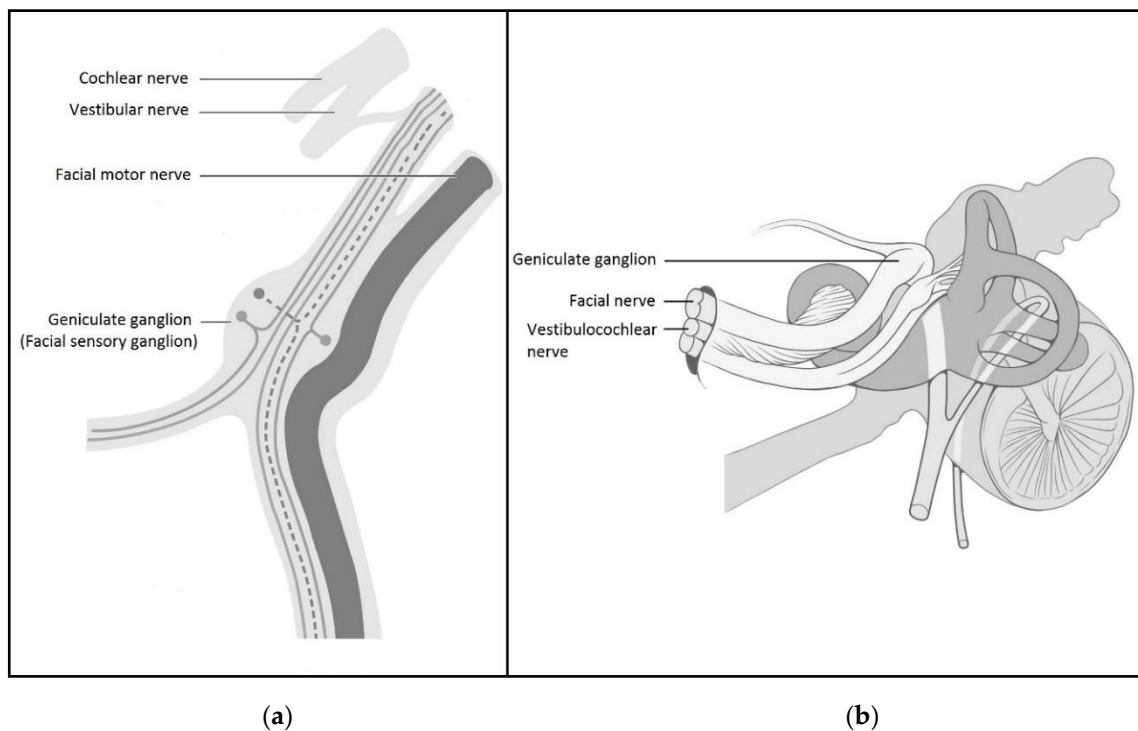 Cochlear nerve
Vestibular nerve
Facial motor nerve
Geniculate ganglion
(Facial sensory ganglion)
Geniculate ganglion
Facial nerve
Vestibulocochlear
nerve
(a)
(b)